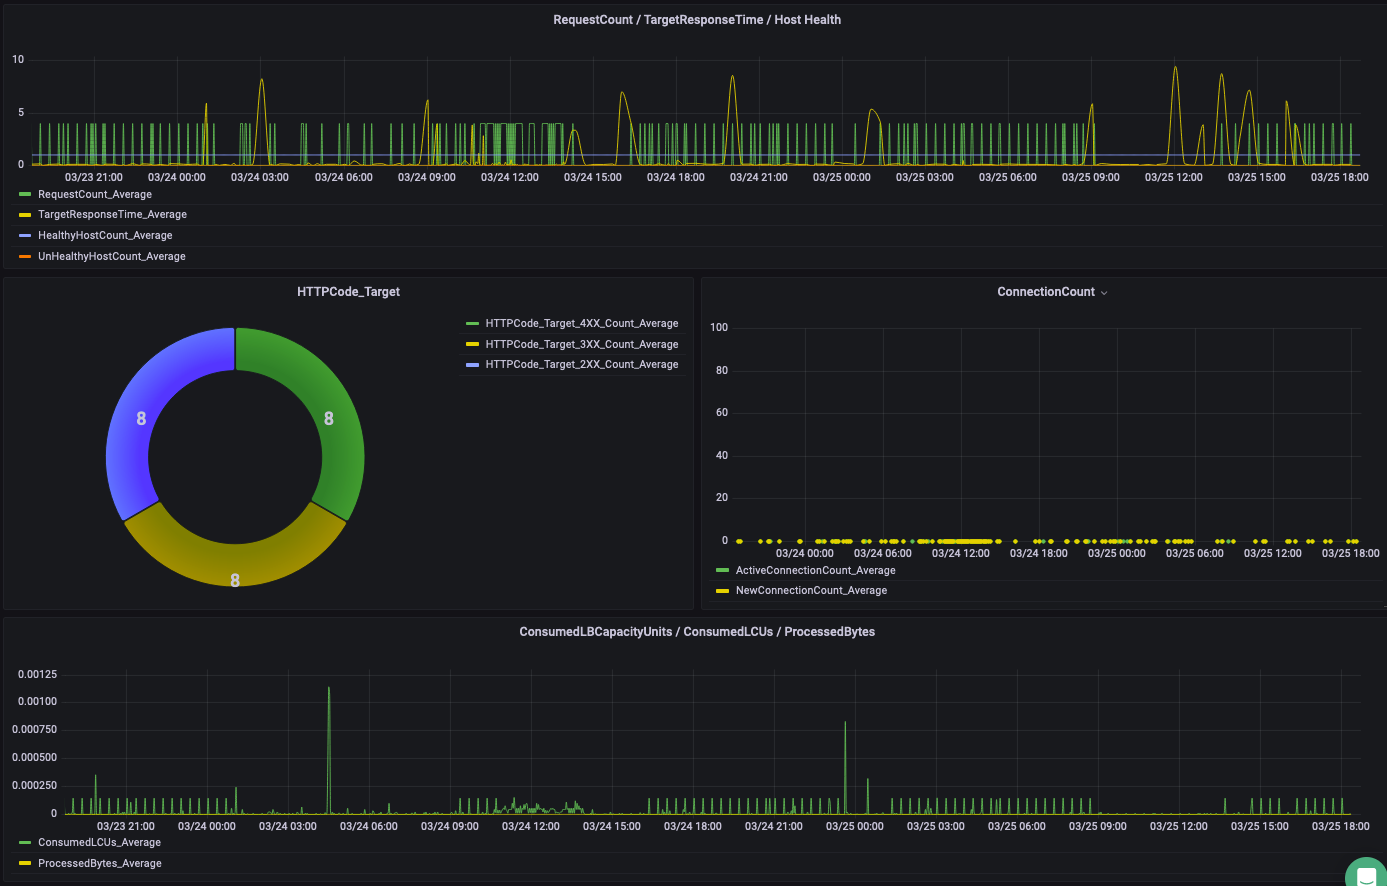 RequestCount / TargetResponseTime / Host Health
10
5
0
03/23 21:00 03/24 00:00 03/24 03:00 03/24 06:00 03/24 09:00 03/24 12:00 03/24 15:00 03/24 18:00 03/24 21:00 03/25 00:00 03/25 03:00 03/25 06:00 03/25 09:00 03/25 12:00 03/25 15:00 03/25 18:00
RequestCount_Average
TargetResponseTime_Average
HealthyHostCount_Average
UnHealthyHostCount_Average
HTTPCode_Target
HTTPCode_Target_4XX_Count_Average
HTTPCode_Target_3XX_Count_Average
HTTPCode_Target_2XX_Count_Average
8 8
8
ConnectionCount
100
80
60
40
20
0
03/24 00:00 03/24 06:00 03/24 12:00 03/24 18:00 03/25 00:00 03/25 06:00 03/25 12:00 03/25 18:00
ActiveConnectionCount_Average
NewConnectionCount_Average
ConsumedLBCapacityUnits / ConsumedLCUs / ProcessedBytes
0.00125
0.00100
0.000750
0.000500
0.000250
0
03/23 21:00 03/24 00:00 03/24 03:00 03/24 06:00 03/24 09:00 03/24 12:00 03/24 15:00 03/24 18:00 03/24 21:00 03/25 00:00 03/25 03:00 03/25 06:00 03/25 09:00 03/25 12:00 03/25 15:00 03/25 18:00
ConsumedLCUs_Average
ProcessedBytes_Average